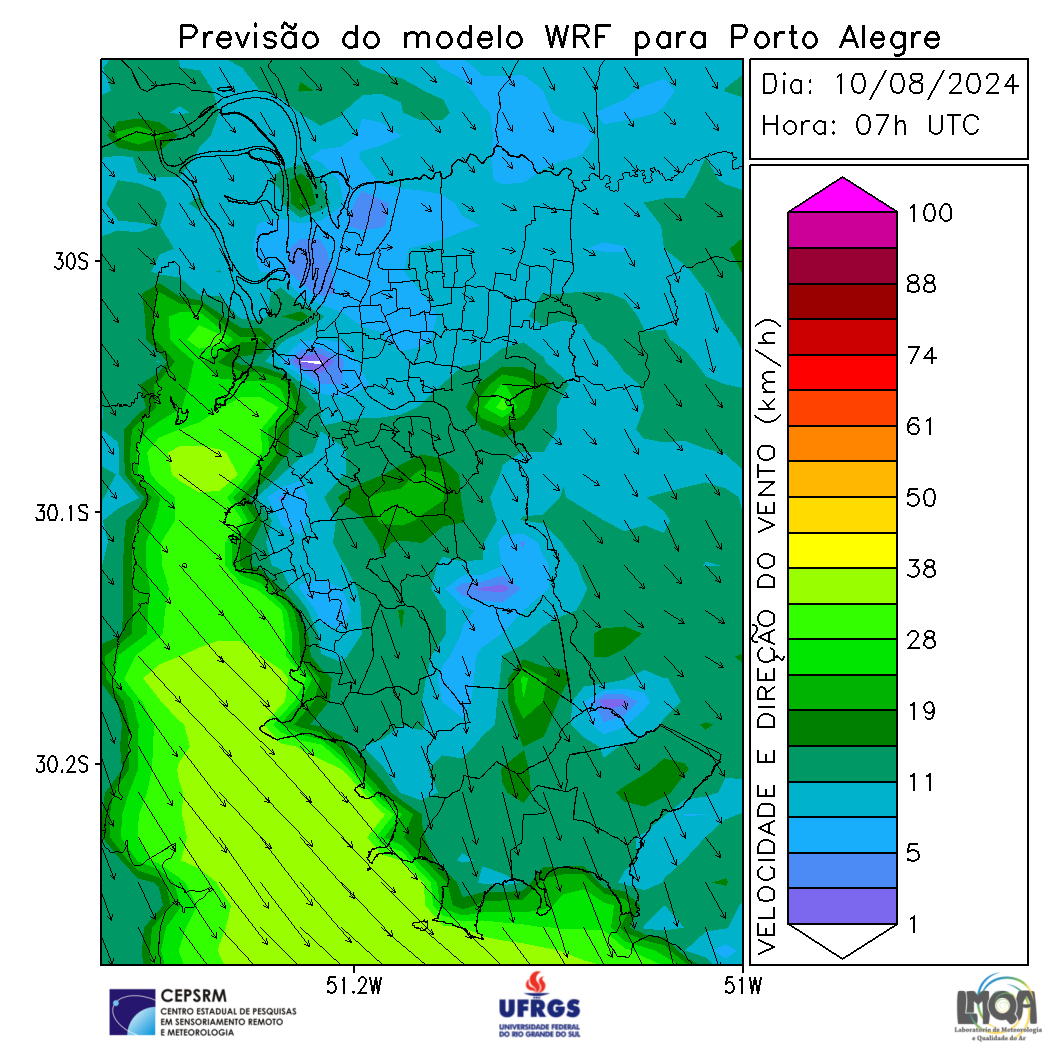 Previsão do modelo WRF para Porto Alegre
Dia: 10/08/2024
Hora: 07h UTC
30S
30.1S
30.2S
51.2W
51W
VELOCIDADE E DIREÇÃO DO VENTO (km/h)
100
88
74
61
50
38
28
19
11
5
1
CEPSRM
CENTRO ESTADUAL DE PESQUISAS
EM SENSORIAMENTO REMOTO
E METEOROLOGIA
UFRGS
UNIVERSIDADE FEDERAL
DO RIO GRANDE DO SUL
LMQA
Laboratório de Meteorologia
e Qualidade do Ar